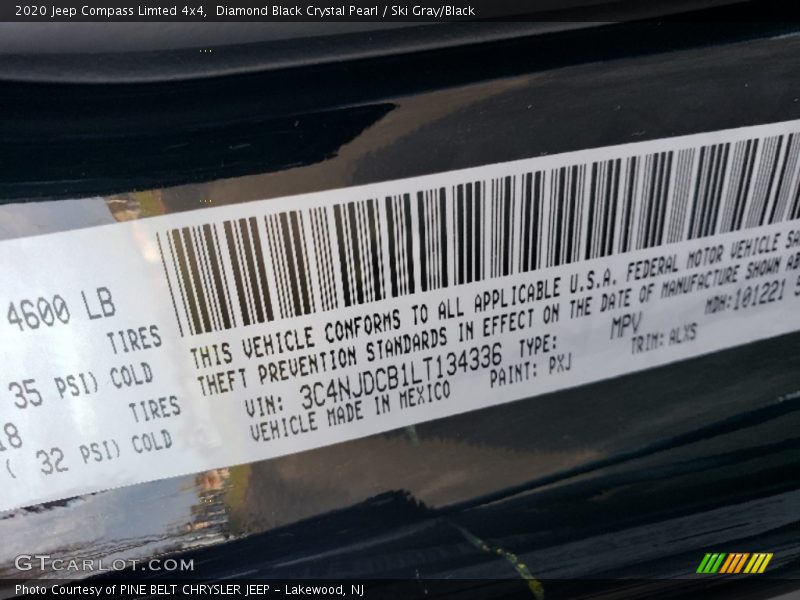 2020 Jeep Compass Limted 4x4,  Diamond Black Crystal Pearl / Ski Gray/Black
4600 LB
TIRES
35 PSI) COLD
18 TIRES
( 32 PSI) COLD
THIS VEHICLE CONFORMS TO ALL APPLICABLE U.S.A. FEDERAL MOTOR VEHICLE SA
THEFT PREVENTION STANDARDS IN EFFECT ON THE DATE OF MANUFACTURE SHOWN AB
VIN: 3C4NJDCB1LT134336 TYPE: MPV MDH:101221
VEHICLE MADE IN MEXICO PAINT: PXJ TRIM: ALXS
GTCARLOT.COM
Photo Courtesy of PINE BELT CHRYSLER JEEP - Lakewood, NJ